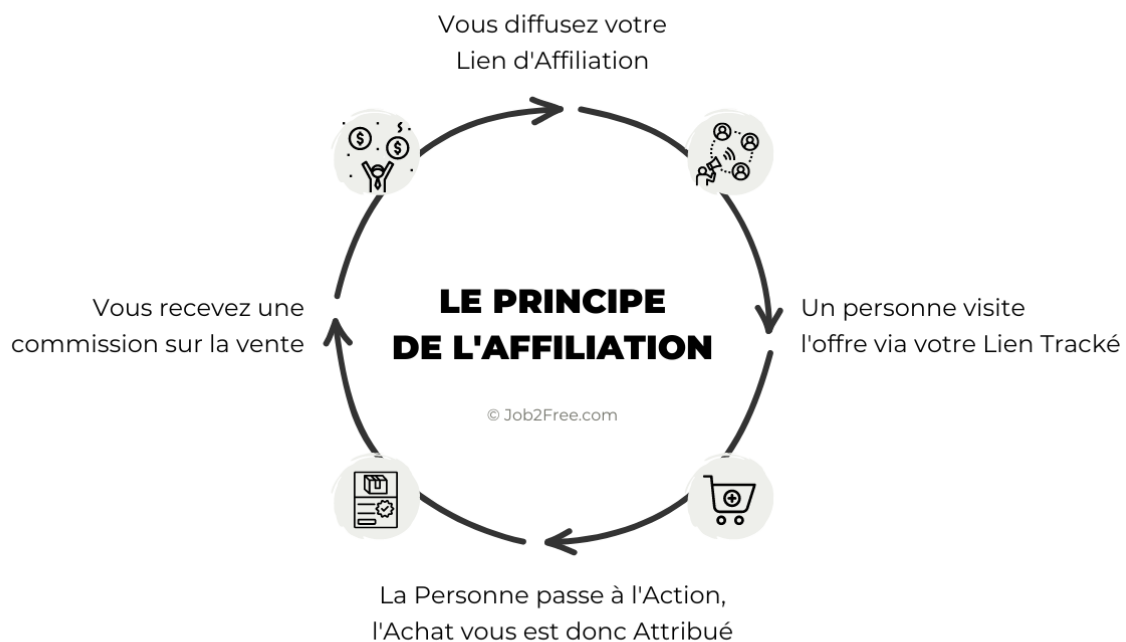 Vous diffusez votre
Lien d'Affiliation
Un personne visite
l'offre via votre Lien Tracké
La Personne passe à l'Action,
l'Achat vous est donc Attribué
Vous recevez une
commission sur la vente
LE PRINCIPE
DE L'AFFILIATION
© Job2Free.com